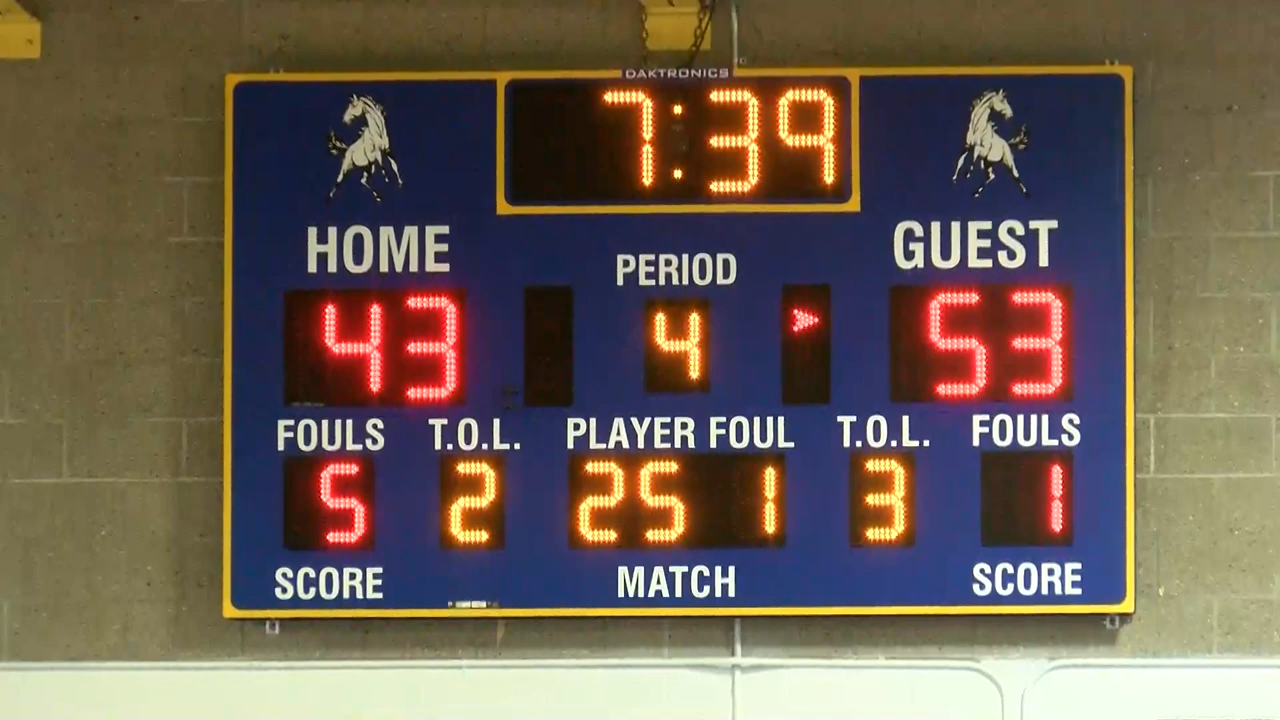 DAKTRONICS
7:39
HOME
PERIOD
GUEST
43
4
53
FOULS T.O.L. PLAYER FOUL T.O.L. FOULS
5 2 25 1 3 1
SCORE MATCH SCORE